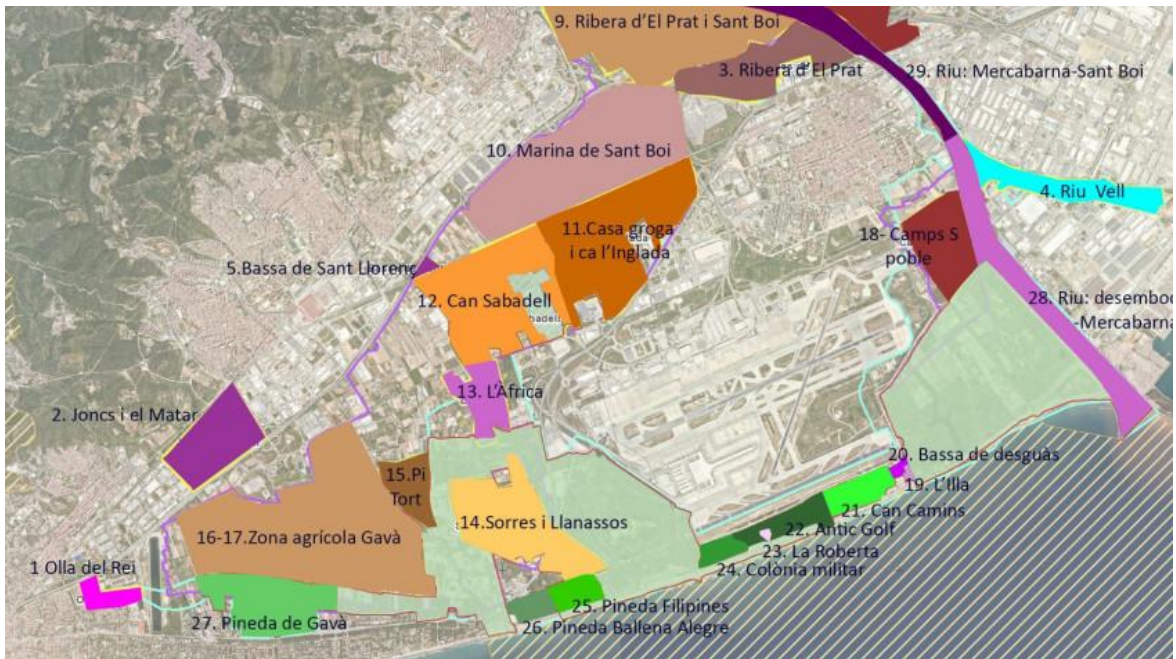 9. Ribera d'El Prat i Sant Boi
3. Ribera d'El Prat
29. Riu: Mercabarna-Sant Boi
10. Marina de Sant Boi
4. Riu Vell
11.Casa groga
i ca l'Inglada
18- Camps S
poble
5.Bassa de Sant Llorenç
12. Can Sabadell
28. Riu: desemboc
-Mercabarna
13. L'Àfrica
2. Joncs i el Matar
15.Pi
Tort
20. Bassa de desguàs
19. L'Illa
14.Sorres i Llanassos
21. Can Camins
16-17.Zona agrícola Gavà
22. Antic Golf
23. La Roberta
1 Olla del Rei
24. Colònia militar
25. Pineda Filipines
27. Pineda de Gavà
26. Pineda Ballena Alegre